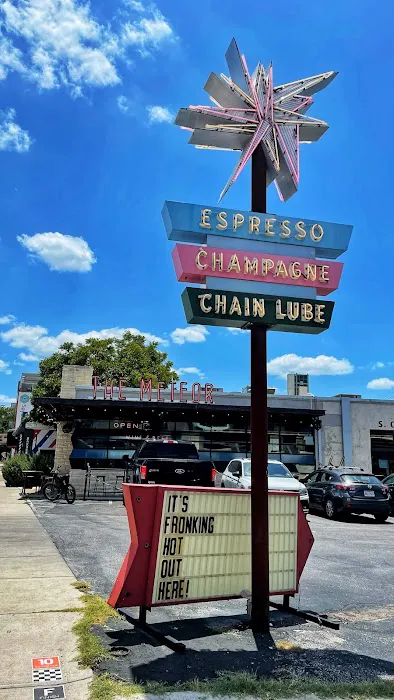 ESPRESSO
CHAMPAGNE
CHAIN LUBE
THE METEOR
OPEN
IT'S
FRONKING
HOT
OUT
HERE!
10
F